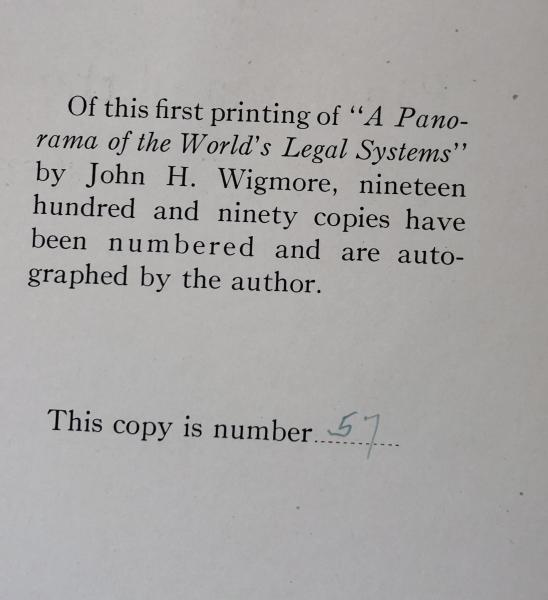 Of this first printing of "A Pano-
rama of the World's Legal Systems"
by John H. Wigmore, nineteen
hundred and ninety copies have
been numbered and are auto-
graphed by the author.
This copy is number 57